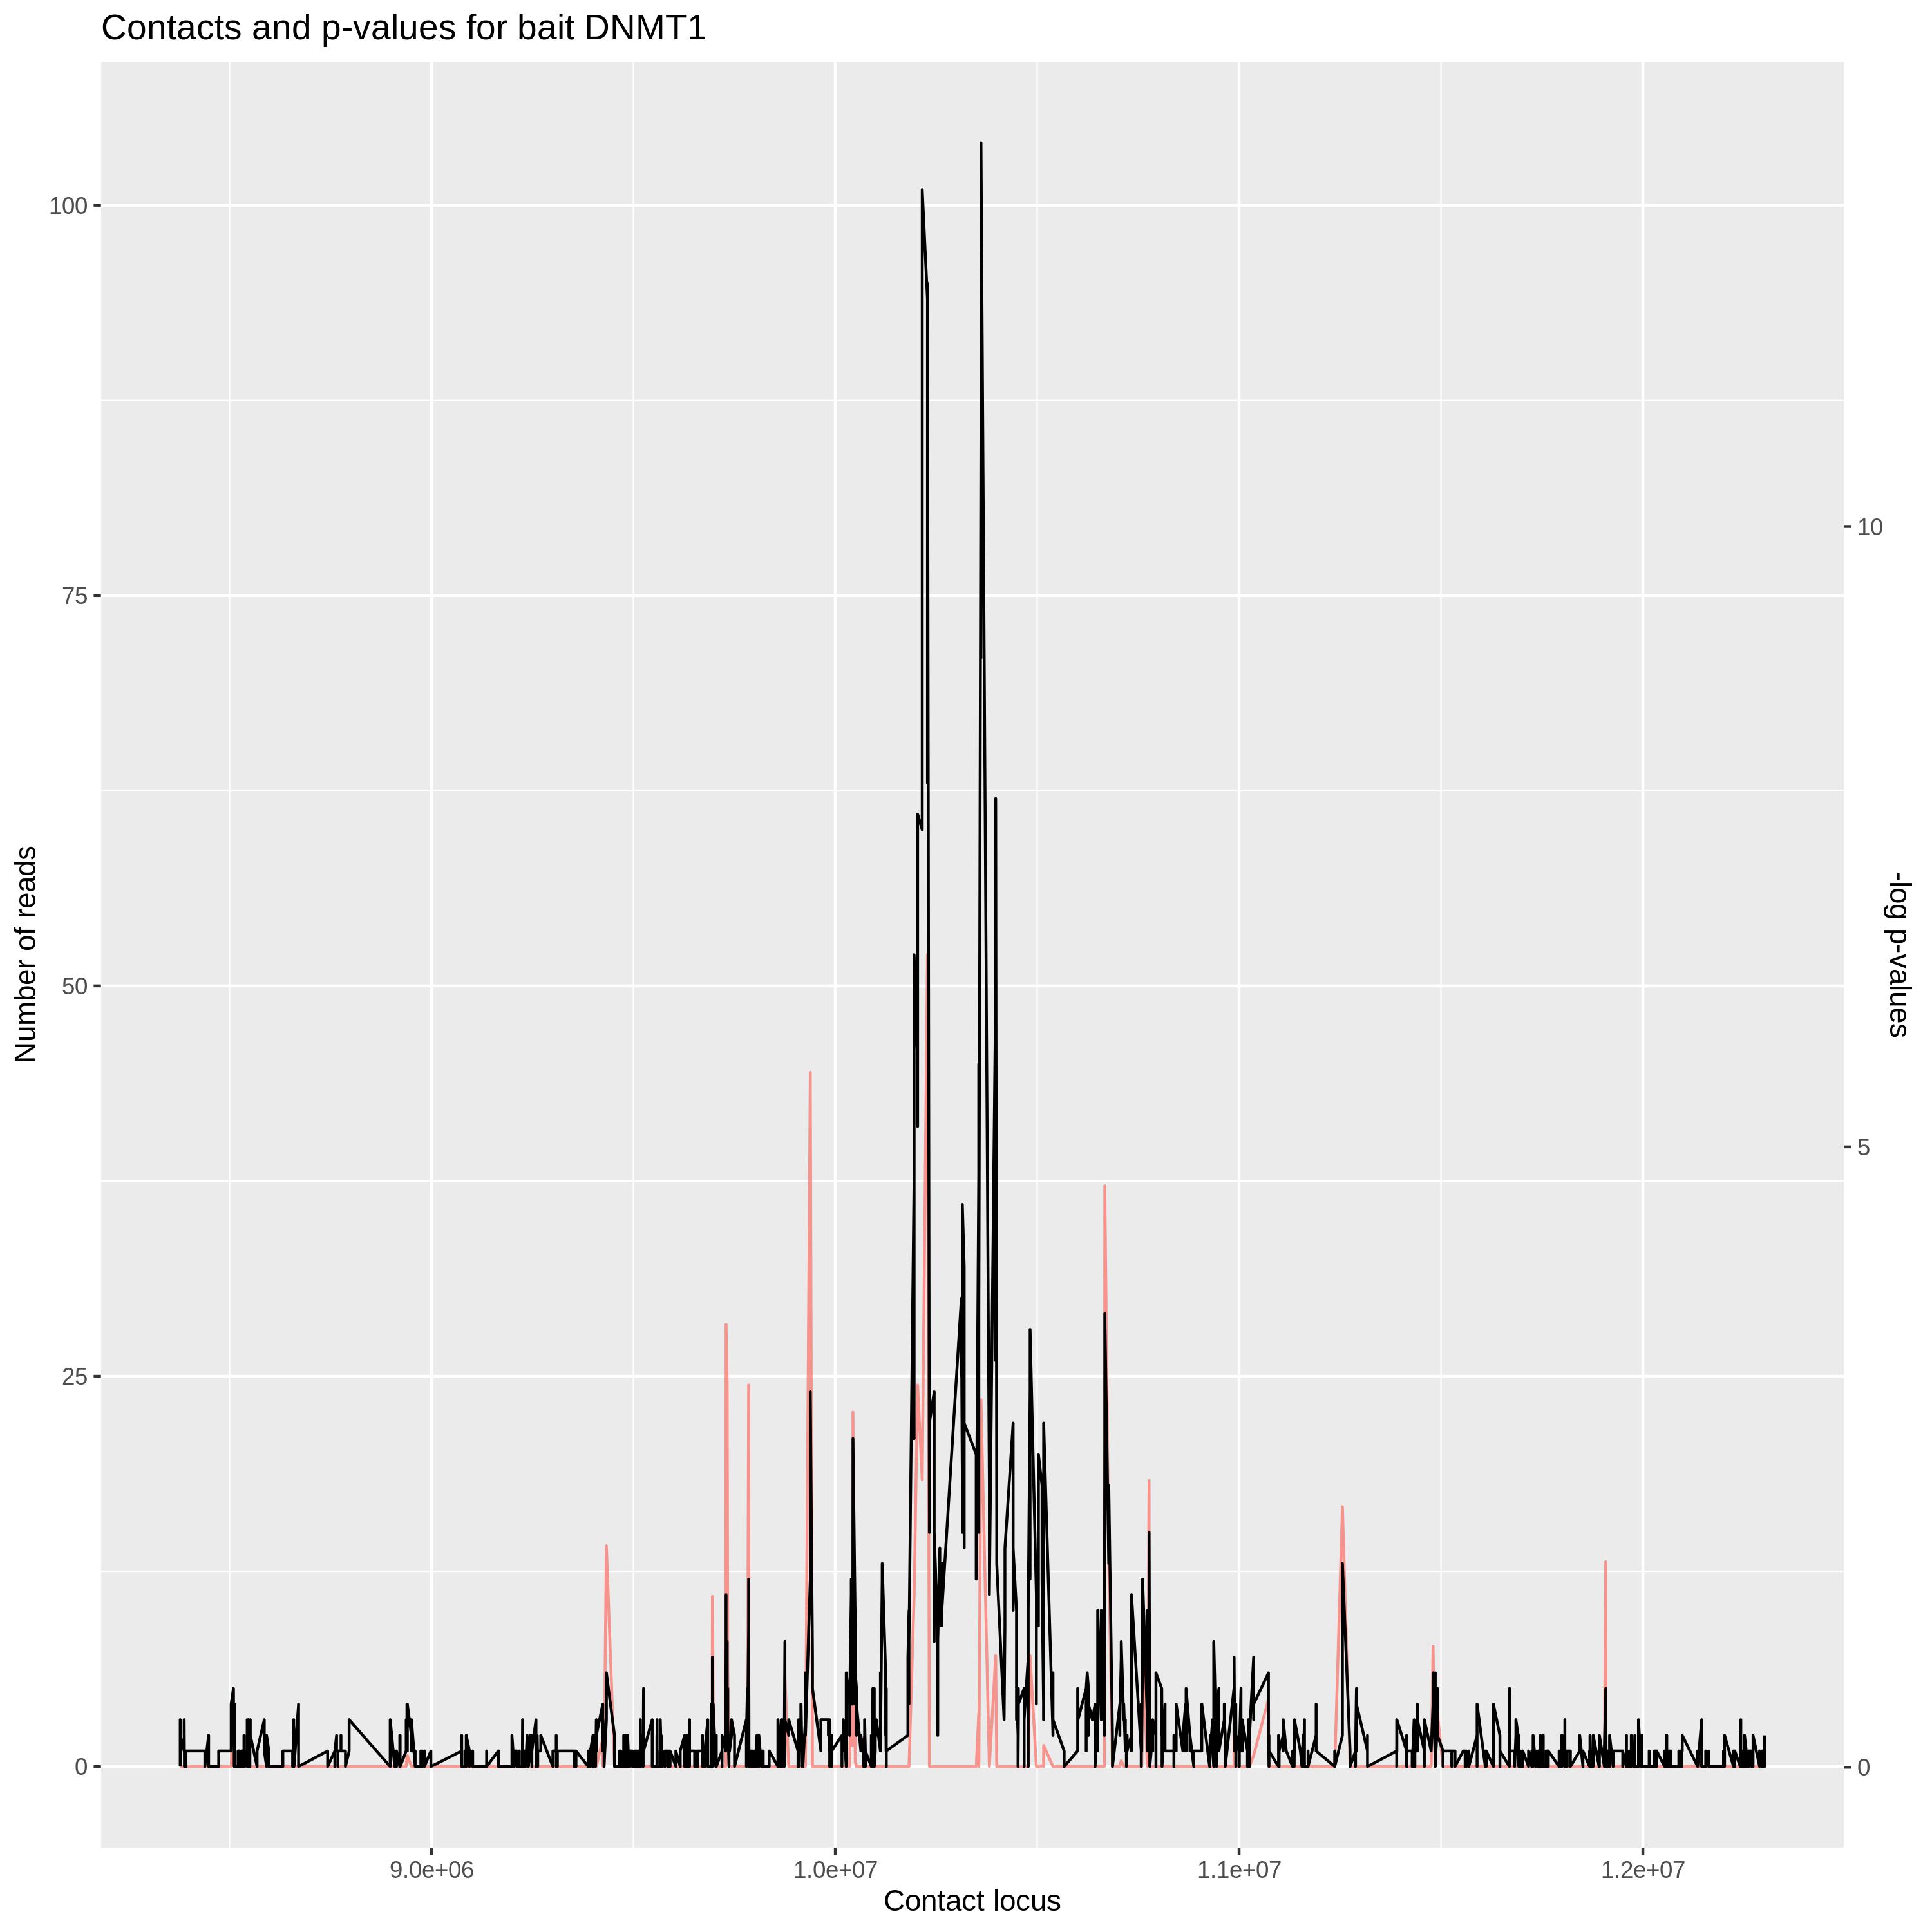 Contacts and p-values for bait DNMT1
100
75
50
25
0
Number of reads
10
5
0
-log p-values
9.0e+06
1.0e+07
1.1e+07
1.2e+07
Contact locus